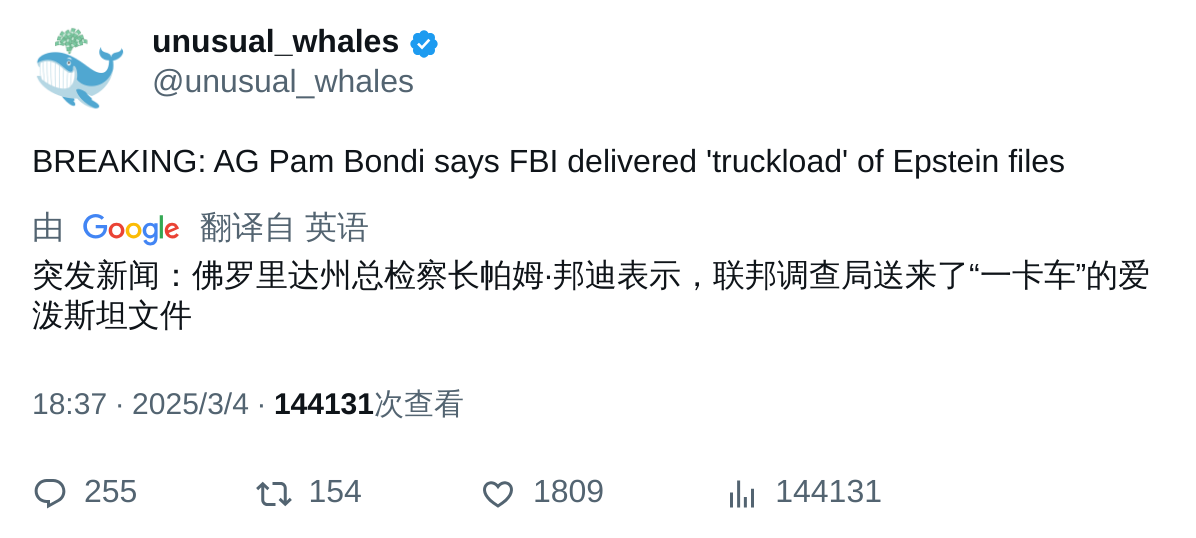 unusual_whales
@unusual_whales
BREAKING: AG Pam Bondi says FBI delivered 'truckload' of Epstein files
由 Google 翻译自 英语
突发新闻：佛罗里达州总检察长帕姆·邦迪表示，联邦调查局送来了“一卡车”的爱
泼斯坦文件
18:37 · 2025/3/4 · 144131次查看
255 154 1809 144131